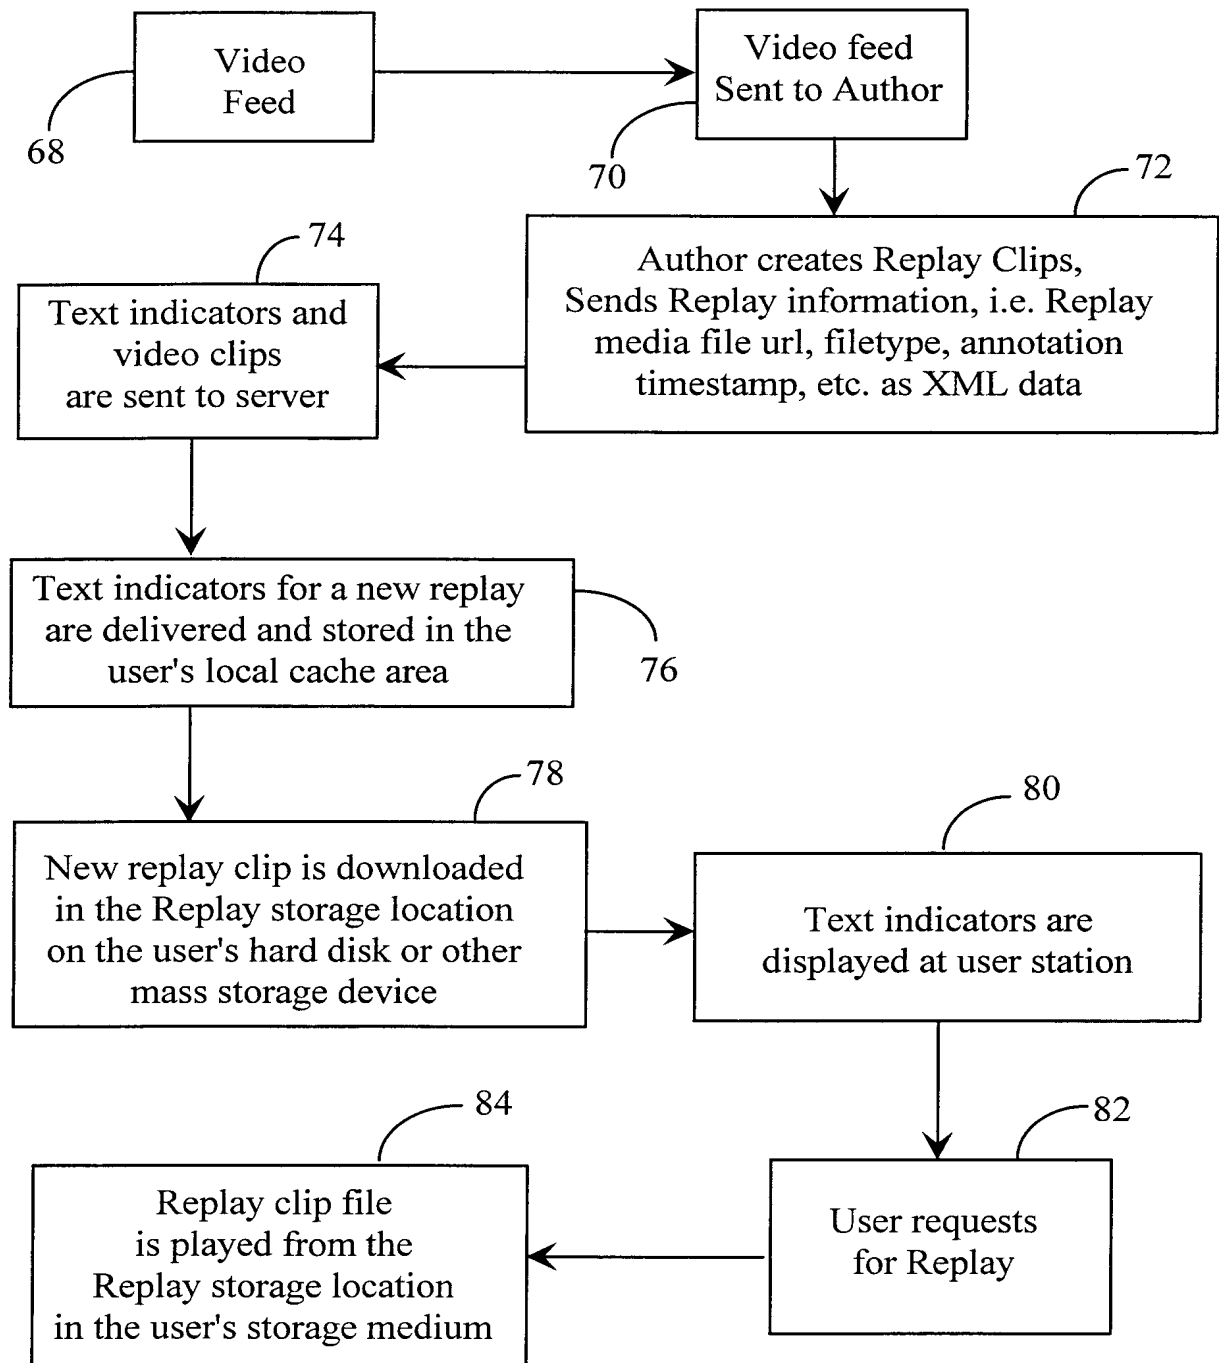 Video
Feed
68
Video feed
Sent to Author
70
72
Author creates Replay Clips,
Sends Replay information, i.e. Replay
media file url, filetype, annotation
timestamp, etc. as XML data
74
Text indicators and
video clips
are sent to server
Text indicators for a new replay
are delivered and stored in the
user's local cache area
76
78
New replay clip is downloaded
in the Replay storage location
on the user's hard disk or other
mass storage device
80
Text indicators are
displayed at user station
82
User requests
for Replay
84
Replay clip file
is played from the
Replay storage location
in the user's storage medium